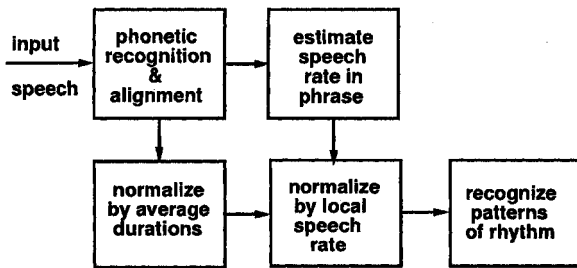 input
speech
phonetic
recognition
&
alignment
estimate
speech
rate in
phrase
normalize
by average
durations
normalize
by local
speech
rate
recognize
patterns
of rhythm